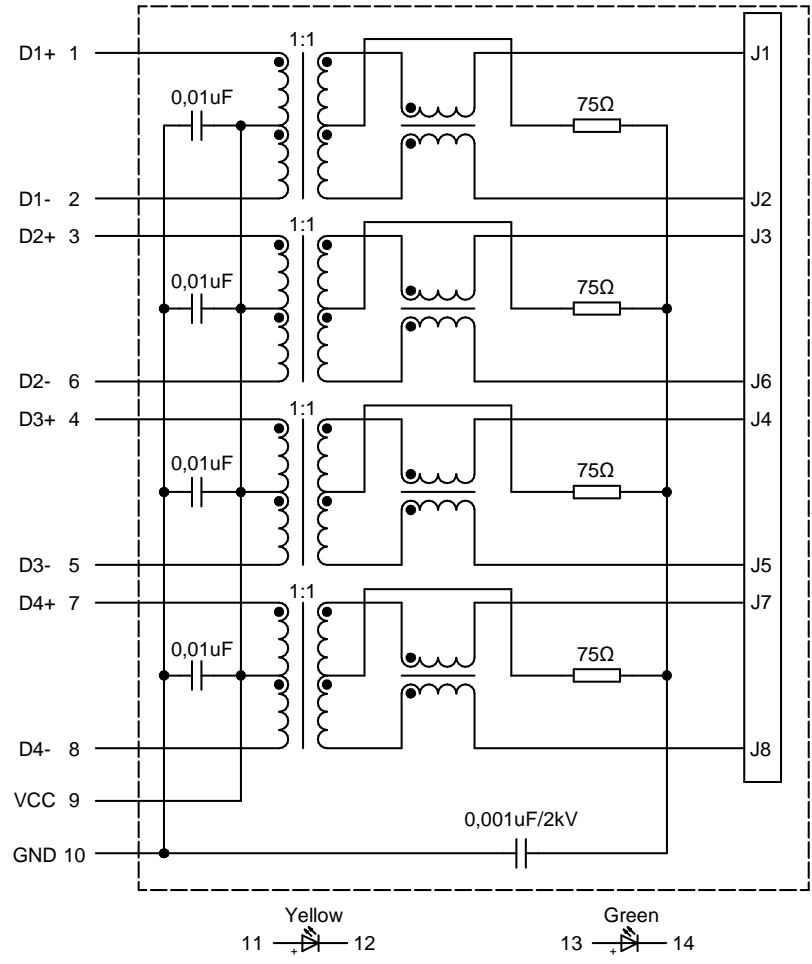 1:1
D1+ 1
J1
0,01uF
75Ω
D1- 2
J2
D2+ 3
1:1
J3
0,01uF
75Ω
D2- 6
J6
D3+ 4
1:1
J4
0,01uF
75Ω
D3- 5
J5
1:1
D4+ 7
J7
0,01uF
75Ω
D4- 8
J8
VCC 9
0,001uF/2kV
GND 10
Yellow
Green
11 + 12
13 + 14